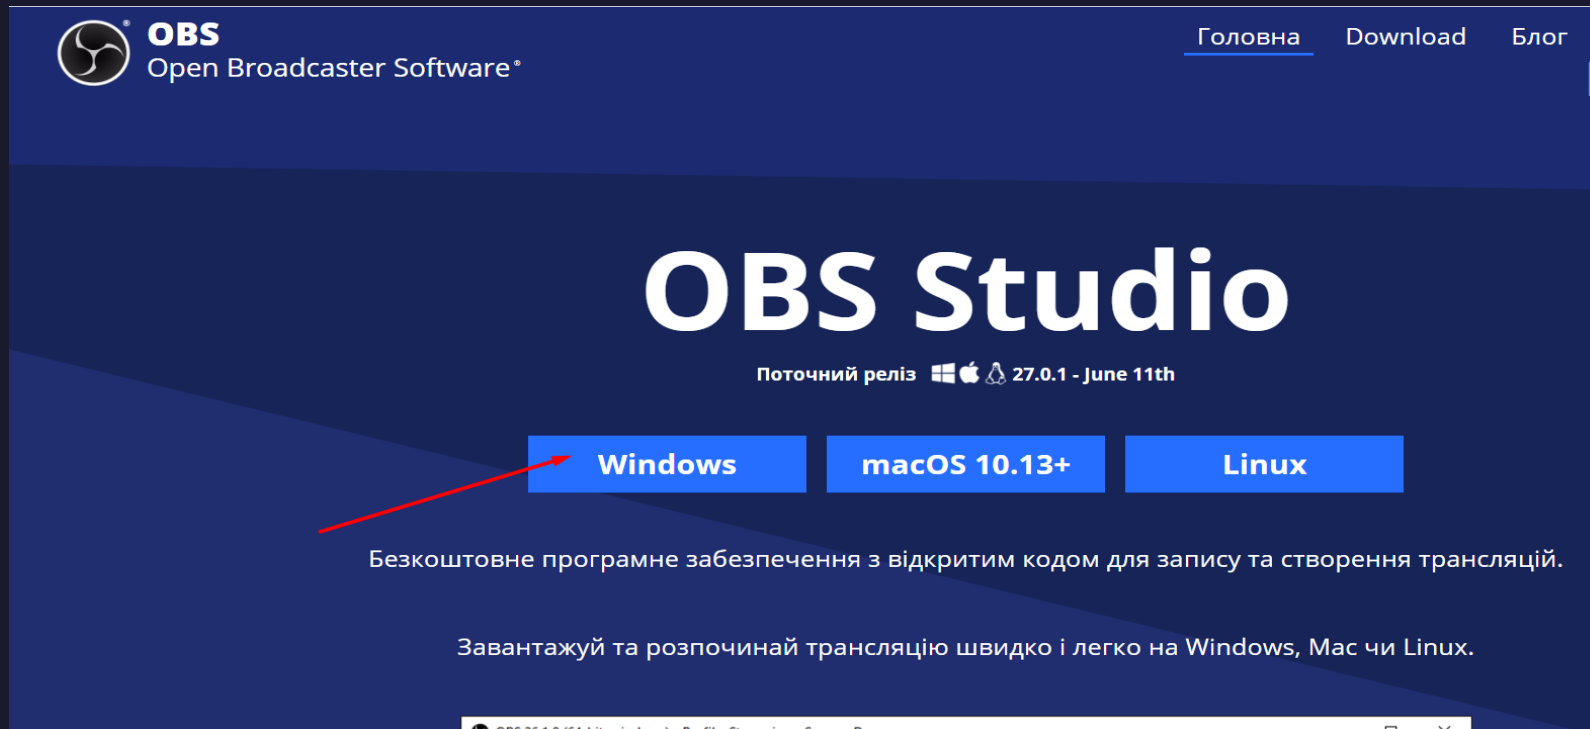 OBS
Open Broadcaster Software®
Головна Download Блог
OBS Studio
Поточний реліз 27.0.1 - June 11th
Windows macOS 10.13+ Linux
Безкоштовне програмне забезпечення з відкритим кодом для запису та створення трансляцій.
Завантажуй та розпочинай трансляцію швидко і легко на Windows, Mac чи Linux.